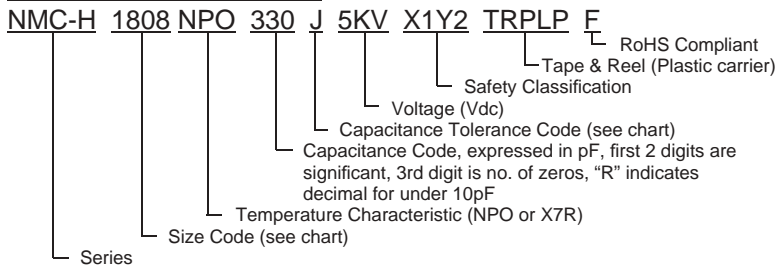 NMC-H 1808 NPO 330 J 5KV X1Y2 TRPLP F
RoHS Compliant
Tape & Reel (Plastic carrier)
Safety Classification
Voltage (Vdc)
Capacitance Tolerance Code (see chart)
Capacitance Code, expressed in pF, first 2 digits are
significant, 3rd digit is no. of zeros, “R” indicates
decimal for under 10pF
Temperature Characteristic (NPO or X7R)
Size Code (see chart)
Series